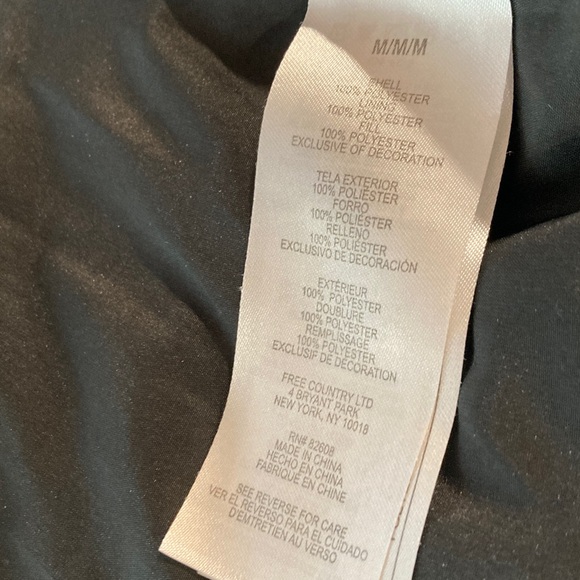 M/M/M
SHELL
100% POLYESTER
LINING
100% POLYESTER
FILL
100% POLYESTER
EXCLUSIVE OF DECORATION
TELA EXTERIOR
100% POLIÉSTER
FORRO
100% POLIÉSTER
RELLENO
100% POLIÉSTER
EXCLUSIVO DE DECORACIÓN
EXTÉRIEUR
100% POLYESTER
DOUBLURE
100% POLYESTER
REMPLISSAGE
100% POLYESTER
EXCLUSIF DE DÉCORATION
FREE COUNTRY LTD
4 BRYANT PARK
NEW YORK, NY 10018
RN# 82608
MADE IN CHINA
HECHO EN CHINA
FABRIQUE EN CHINE
SEE REVERSE FOR CARE
VER EL REVERSO PARA EL CUIDADO
D'EMTRETIEN AU VERSO